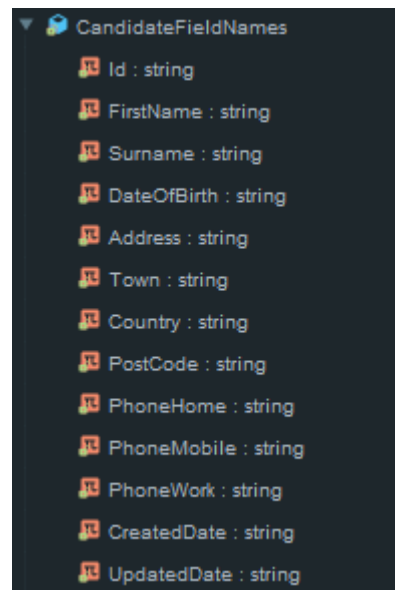 CandidateFieldNames
Id : string
FirstName : string
Surname : string
DateOfBirth : string
Address : string
Town : string
Country : string
PostCode : string
PhoneHome : string
PhoneMobile : string
PhoneWork : string
CreatedDate : string
UpdatedDate : string